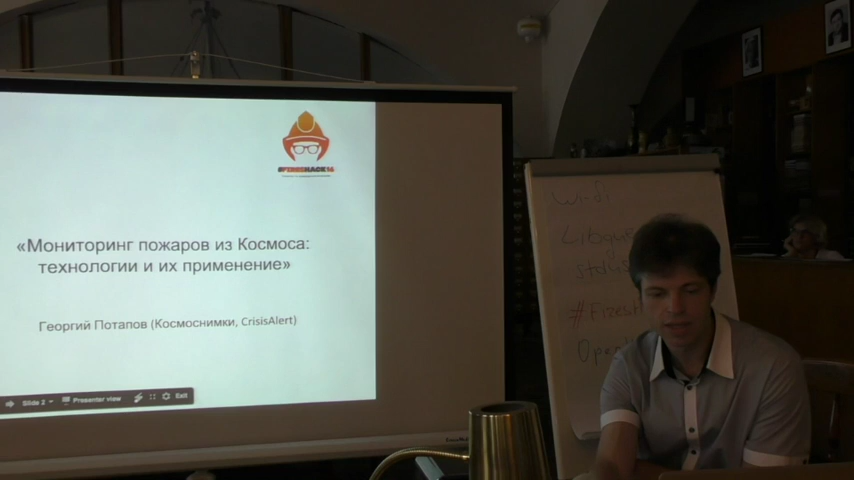 #FIREHACK16
«Мониторинг пожаров из Космоса:
технологии и их применение»
Георгий Потапов (Космоснимки, CrisisAlert)
Slide 2
Presenter view
Exit
Wi-fi